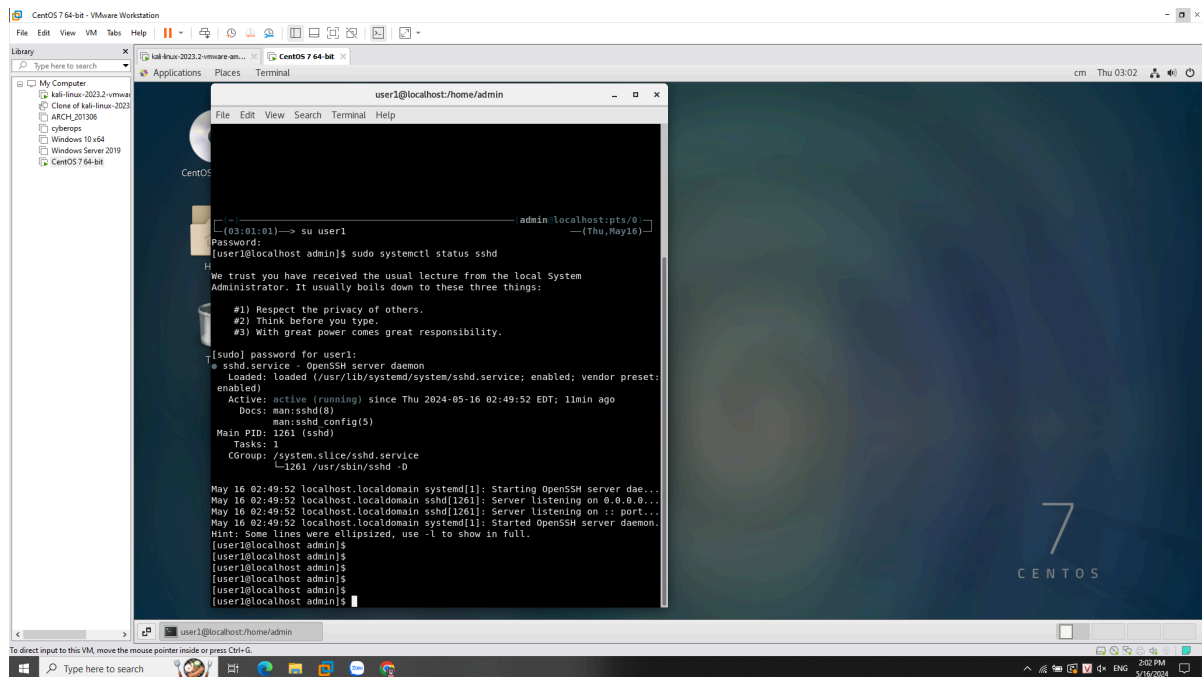 CentOS 7 64-bit - VMware Workstation
File Edit View VM Tabs Help
Library
Type here to search
My Computer
kali-linux-2023.2-vmwar
Clone of kali-linux-2023
ARCH_201306
cyberops
Windows 10 x64
Windows Server 2019
CentOS 7 64-bit
kali-linux-2023.2-vmware-am...
CentOS 7 64-bit
Applications Places Terminal
cm Thu 03:02
CentOS
H
T
user1@localhost:/home/admin
File Edit View Search Terminal Help
(~) (admin@localhost:pts/0)
(03:01:01)—> su user1 —(Thu,May16)—
Password:
[user1@localhost admin]$ sudo systemctl status sshd
We trust you have received the usual lecture from the local System
Administrator. It usually boils down to these three things:
#1) Respect the privacy of others.
#2) Think before you type.
#3) With great power comes great responsibility.
[sudo] password for user1:
● sshd.service - OpenSSH server daemon
Loaded: loaded (/usr/lib/systemd/system/sshd.service; enabled; vendor preset:
enabled)
Active: active (running) since Thu 2024-05-16 02:49:52 EDT; 11min ago
Docs: man:sshd(8)
man:sshd_config(5)
Main PID: 1261 (sshd)
Tasks: 1
CGroup: /system.slice/sshd.service
└─1261 /usr/sbin/sshd -D
May 16 02:49:52 localhost.localdomain systemd[1]: Starting OpenSSH server dae...
May 16 02:49:52 localhost.localdomain sshd[1261]: Server listening on 0.0.0.0...
May 16 02:49:52 localhost.localdomain sshd[1261]: Server listening on :: port...
May 16 02:49:52 localhost.localdomain systemd[1]: Started OpenSSH server daemon.
Hint: Some lines were ellipsized, use -l to show in full.
[user1@localhost admin]$
[user1@localhost admin]$
[user1@localhost admin]$
[user1@localhost admin]$
[user1@localhost admin]$
[user1@localhost admin]$
7
CENTOS
user1@localhost:/home/admin
To direct input to this VM, move the mouse pointer inside or press Ctrl+G.
Type here to search
Zalo
V
ENG
2:02 PM
5/16/2024